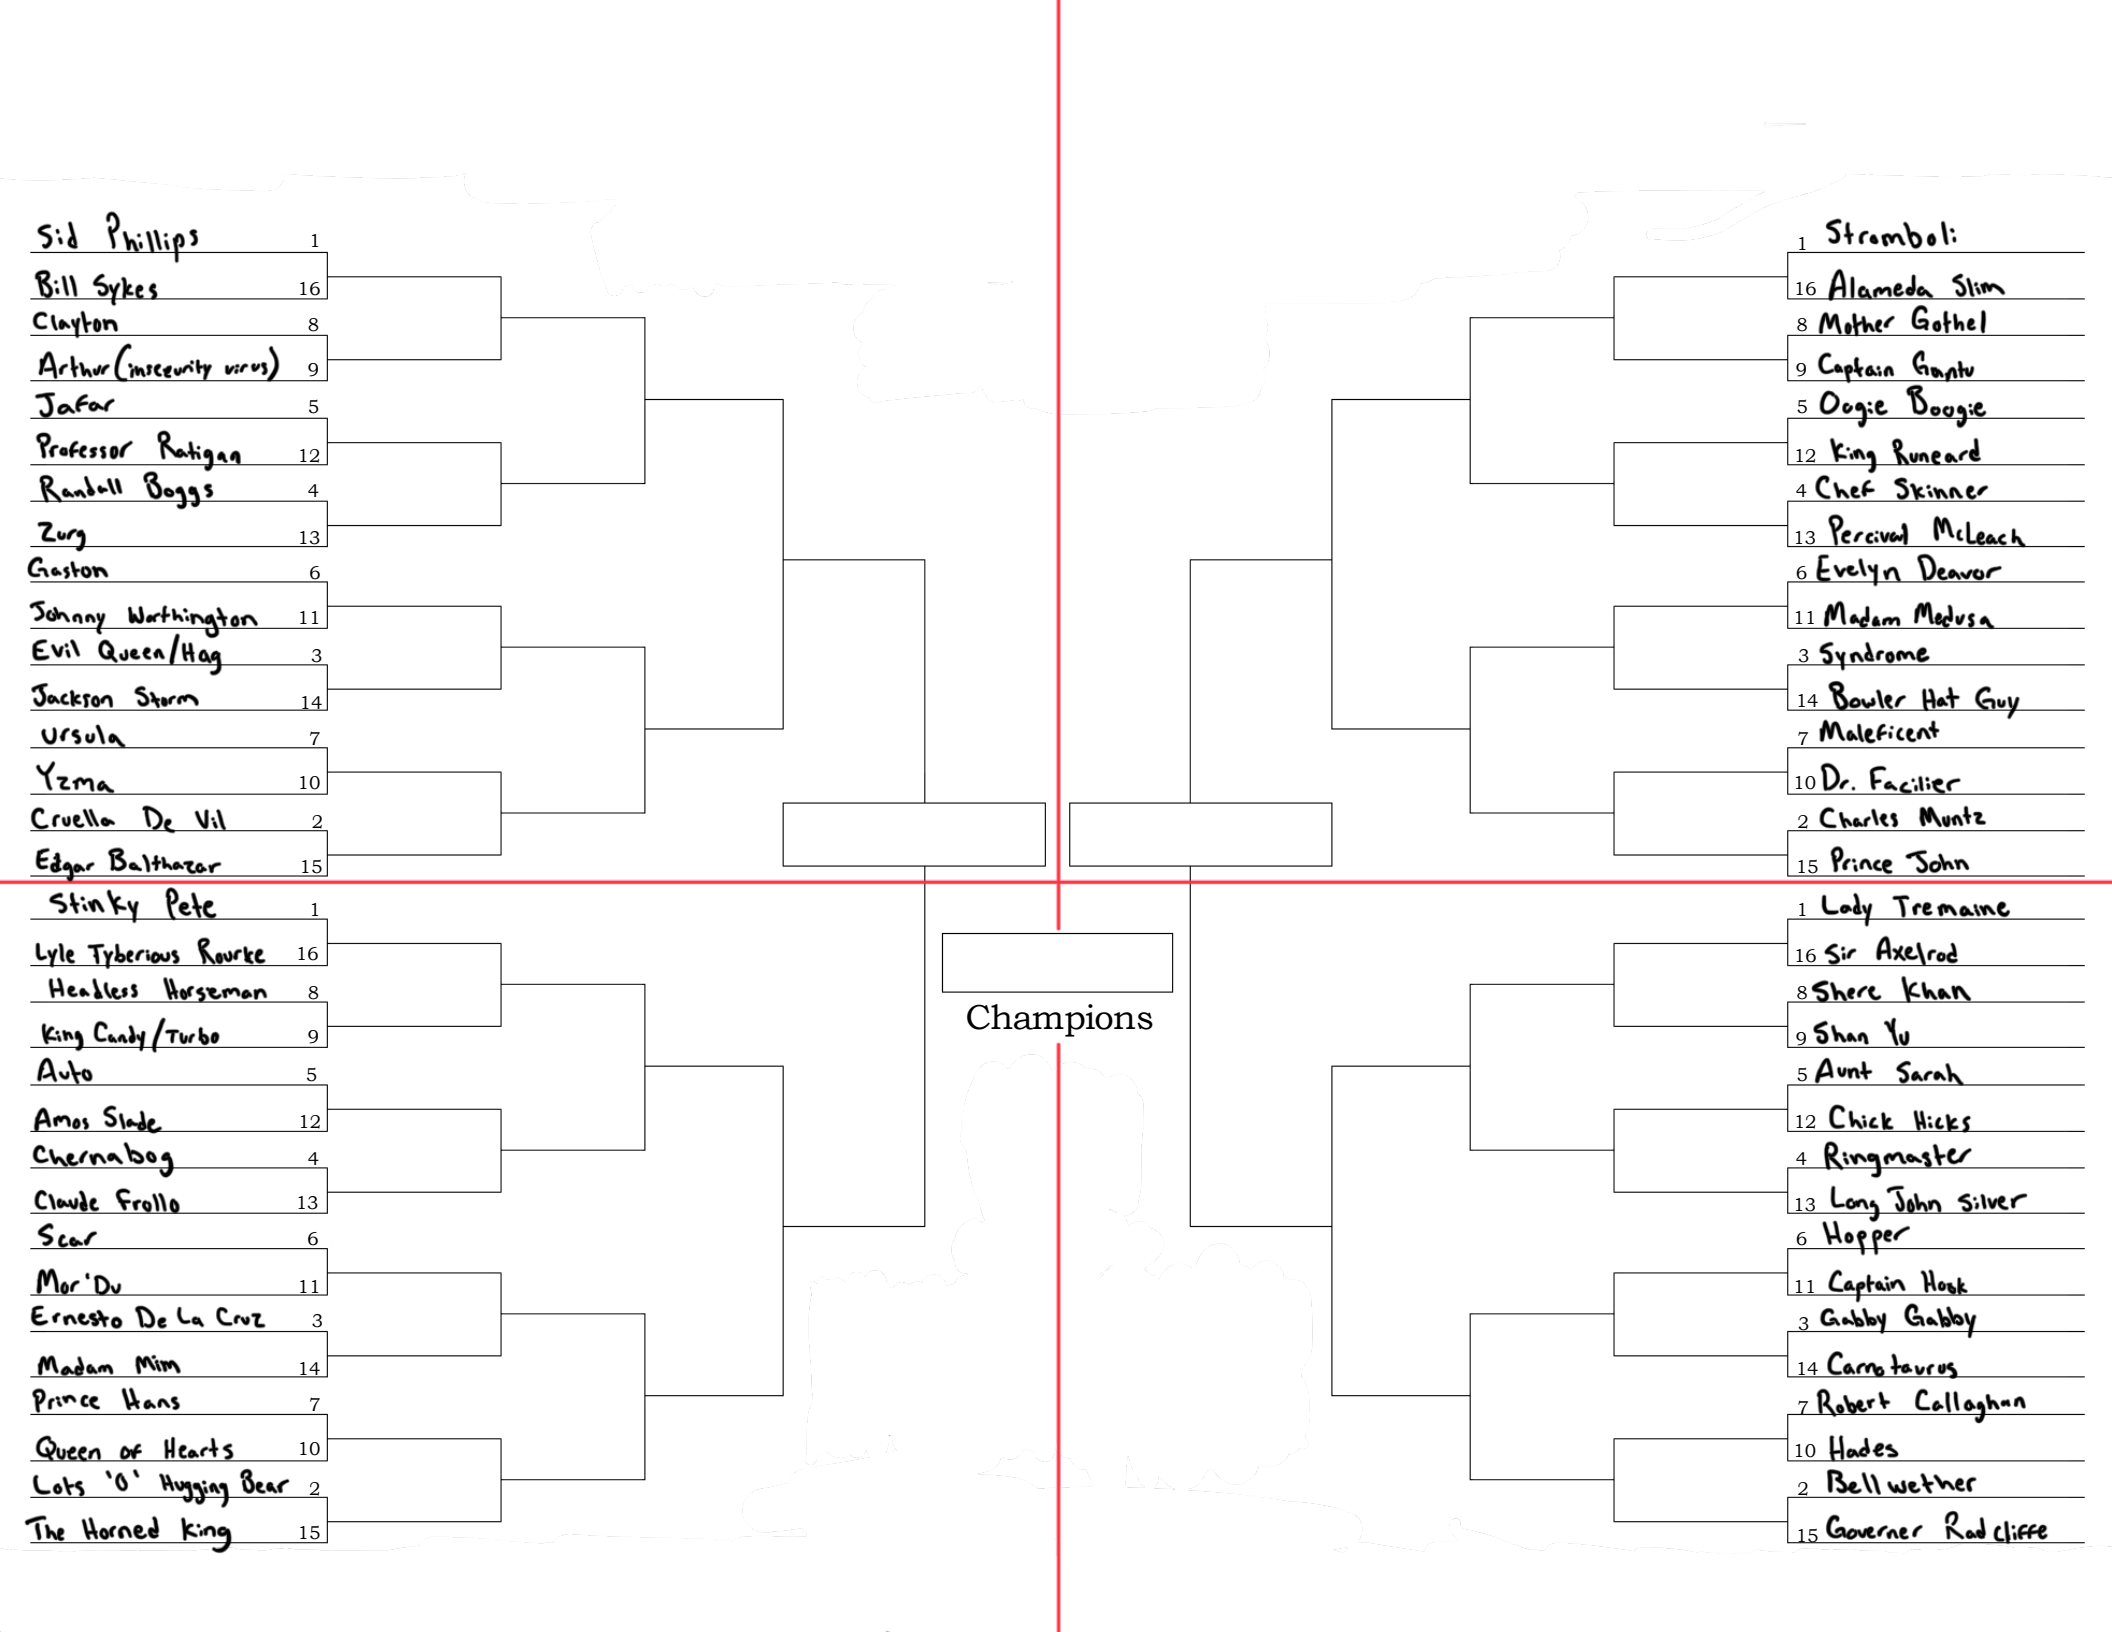 Sid Phillips 1
Bill Sykes 16
Clayton 8
Arthur (insecurity virus) 9
Jafar 5
Professor Ratigan 12
Randall Boggs 4
Zurg 13
Gaston 6
Johnny Worthington 11
Evil Queen/Hag 3
Jackson Storm 14
Ursula 7
Yzma 10
Cruella De Vil 2
Edgar Balthazar 15
Stinky Pete 1
Lyle Tyberious Rourke 16
Headless Horseman 8
King Candy/Turbo 9
Auto 5
Amos Slade 12
Chernabog 4
Claude Frollo 13
Scar 6
Mor'Du 11
Ernesto De La Cruz 3
Madam Mim 14
Prince Hans 7
Queen of Hearts 10
Lots 'O' Hugging Bear 2
The Horned King 15
Champions
1 Stromboli
16 Alameda Slim
8 Mother Gothel
9 Captain Gantu
5 Oogie Boogie
12 King Runeard
4 Chef Skinner
13 Percival McLeach
6 Evelyn Deavor
11 Madam Medusa
3 Syndrome
14 Bowler Hat Guy
7 Maleficent
10 Dr. Facilier
2 Charles Muntz
15 Prince John
1 Lady Tremaine
16 Sir Axelrod
8 Shere Khan
9 Shan Yu
5 Aunt Sarah
12 Chick Hicks
4 Ringmaster
13 Long John Silver
6 Hopper
11 Captain Hook
3 Gabby Gabby
14 Carnotaurus
7 Robert Callaghan
10 Hades
2 Bellwether
15 Governer Radcliffe